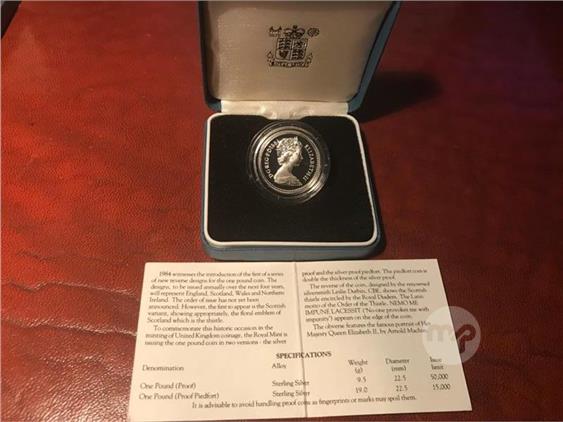 D·G·REG·F·D·1984
ELIZABETH II
1984 witnesses the introduction of the first of a series
of new reverse designs for the one pound coin. The
designs, to be issued annually over the next four years,
will represent England, Scotland, Wales and Northern
Ireland. The order of issue has not yet been
announced. However, the first to appear is the Scottish
variant, showing appropriately, the floral emblem of
Scotland which is the thistle.
To commemorate this historic occasion in the
minting of United Kingdom coinage, the Royal Mint is
issuing the one pound coin in two versions - the silver
proof and the silver proof piedfort. The piedfort coin is
double the thickness of the silver proof.
The reverse of the coin, designed by the renowned
silversmith Leslie Durbin, CBE, shows the Scottish
thistle encircled by the Royal Diadem. The Latin
motto of the Order of the Thistle, NEMO ME
IMPUNE LACESSIT ('No-one provokes me with
impunity') appears on the edge of the coin.
The obverse features the famous portrait of Her
Majesty Queen Elizabeth II, by Arnold Machin
SPECIFICATIONS
Denomination Alloy Weight (g) Diameter (mm) Issue limit
One Pound (Proof) Sterling Silver 9.5 22.5 50,000
One Pound (Proof Piedfort) Sterling Silver 19.0 22.5 15,000
It is advisable to avoid handling proof coins as fingerprints or marks may spoil them.